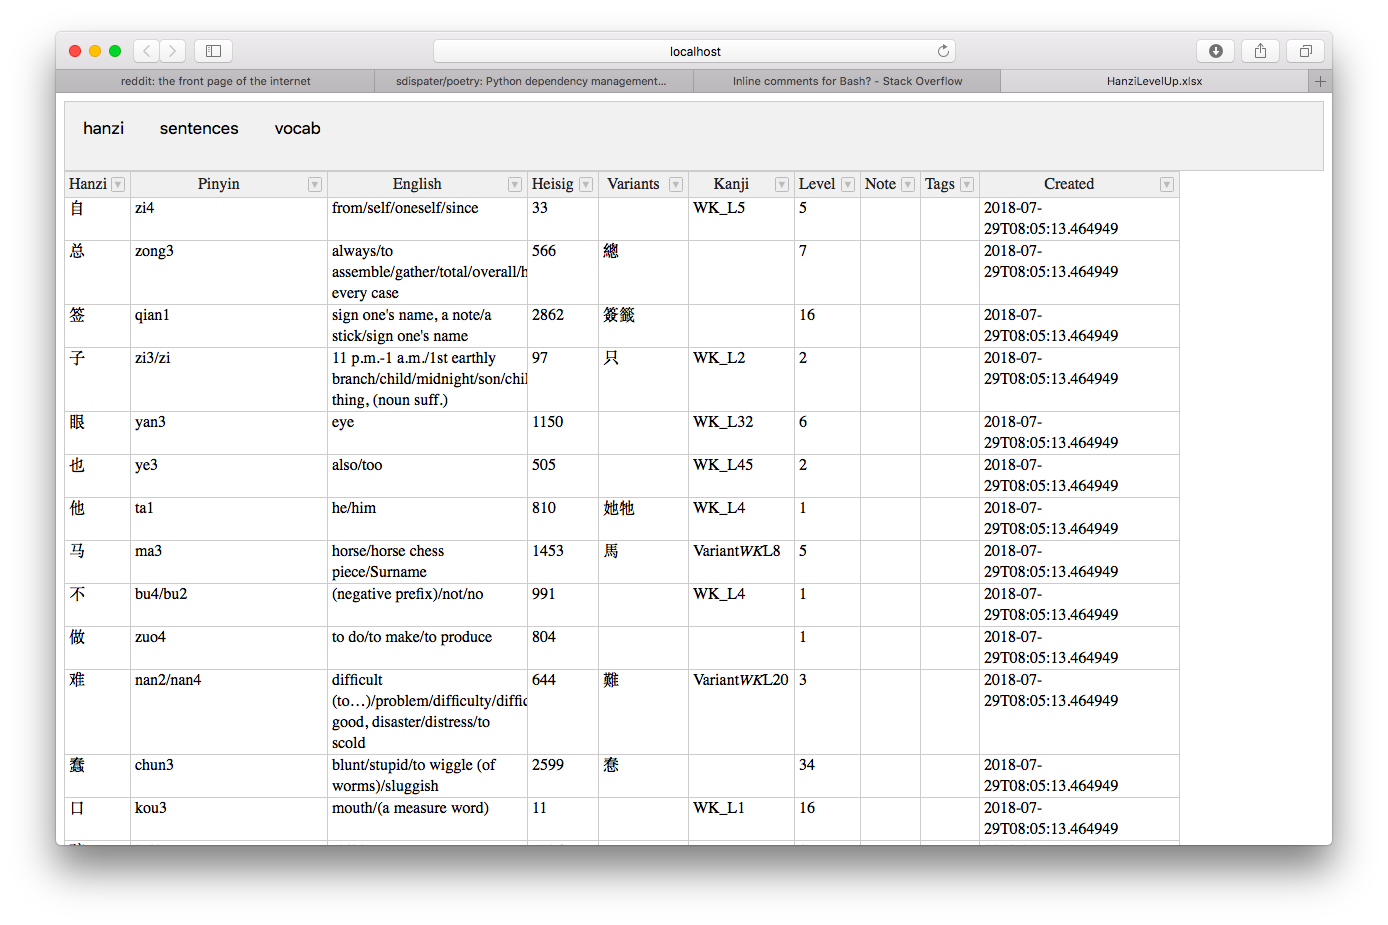 localhost
reddit: the front page of the internet
sdispater/poetry: Python dependency management...
Inline comments for Bash? - Stack Overflow
HanziLevelUp.xlsx
hanzi sentences vocab
Hanzi Pinyin English Heisig Variants Kanji Level Note Tags Created
自 zi4 from/self/oneself/since 33 WK_L5 5 2018-07-
29T08:05:13.464949
总 zong3 always/to 566 總 7 2018-07-
assemble/gather/total/overall/h 29T08:05:13.464949
every case
签 qian1 sign one's name, a note/a 2862 簽籤 16 2018-07-
stick/sign one's name 29T08:05:13.464949
子 zi3/zi 11 p.m.-1 a.m./1st earthly 97 只 WK_L2 2 2018-07-
branch/child/midnight/son/chil 29T08:05:13.464949
thing, (noun suff.)
眼 yan3 eye 1150 WK_L32 6 2018-07-
29T08:05:13.464949
也 ye3 also/too 505 WK_L45 2 2018-07-
29T08:05:13.464949
他 ta1 he/him 810 她牠 WK_L4 1 2018-07-
29T08:05:13.464949
马 ma3 horse/horse chess 1453 馬 VariantWKL8 5 2018-07-
piece/Surname 29T08:05:13.464949
不 bu4/bu2 (negative prefix)/not/no 991 WK_L4 1 2018-07-
29T08:05:13.464949
做 zuo4 to do/to make/to produce 804 1 2018-07-
29T08:05:13.464949
难 nan2/nan4 difficult 644 難 VariantWKL20 3 2018-07-
(to…)/problem/difficulty/diffic 29T08:05:13.464949
good, disaster/distress/to
scold
蠢 chun3 blunt/stupid/to wiggle (of 2599 惷 34 2018-07-
worms)/sluggish 29T08:05:13.464949
口 kou3 mouth/(a measure word) 11 WK_L1 16 2018-07-
29T08:05:13.464949